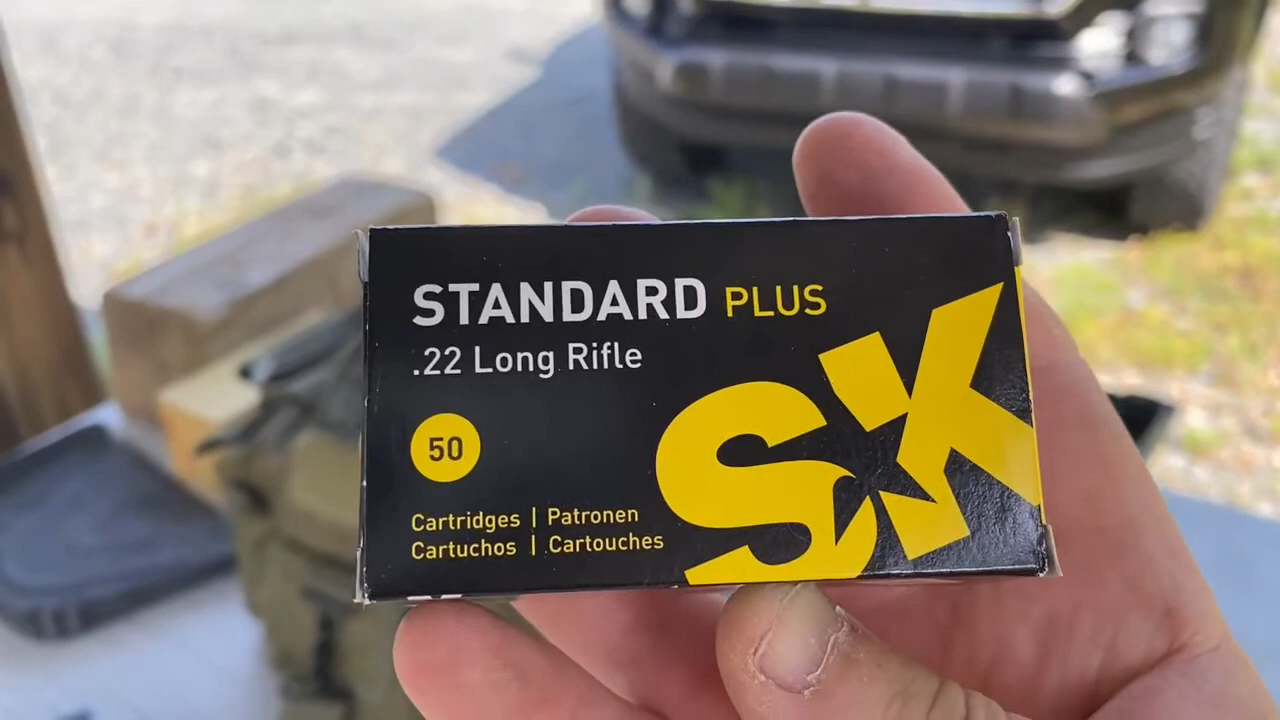 STANDARD PLUS
.22 Long Rifle
50
Cartridges | Patronen
Cartuchos | Cartouches
SK